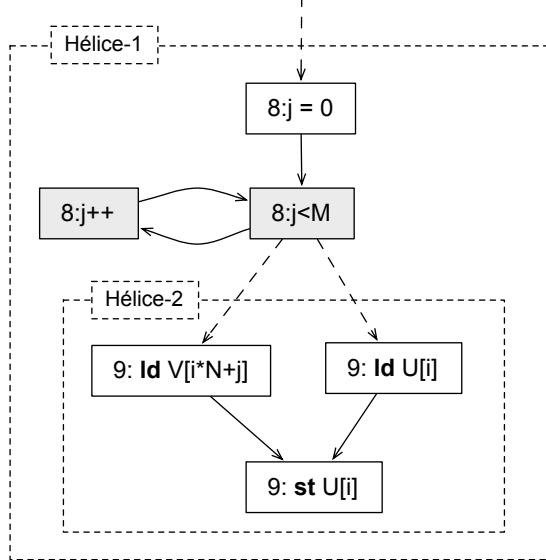 Hélice-1
8:j = 0
8:j++
8:j<M
Hélice-2
9: ld V[i*N+j]
9: ld U[i]
9: st U[i]